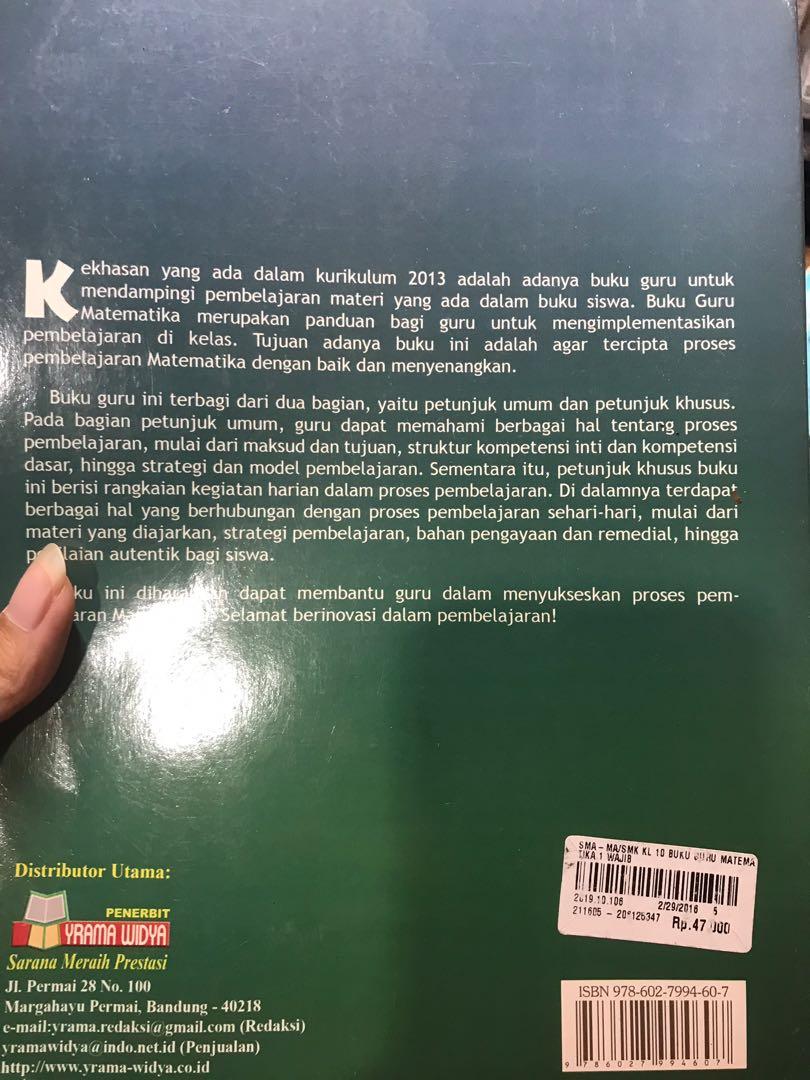 Kekhasan yang ada dalam kurikulum 2013 adalah adanya buku guru untuk
mendampingi pembelajaran materi yang ada dalam buku siswa. Buku Guru
Matematika merupakan panduan bagi guru untuk mengimplementasikan
pembelajaran di kelas. Tujuan adanya buku ini adalah agar tercipta proses
pembelajaran Matematika dengan baik dan menyenangkan.
Buku guru ini terbagi dari dua bagian, yaitu petunjuk umum dan petunjuk khusus.
Pada bagian petunjuk umum, guru dapat memahami berbagai hal tentang proses
pembelajaran, mulai dari maksud dan tujuan, struktur kompetensi inti dan kompetensi
dasar, hingga strategi dan model pembelajaran. Sementara itu, petunjuk khusus buku
ini berisi rangkaian kegiatan harian dalam proses pembelajaran. Di dalamnya terdapat
berbagai hal yang berhubungan dengan proses pembelajaran sehari-hari, mulai dari
materi yang diajarkan, strategi pembelajaran, bahan pengayaan dan remedial, hingga
autentik bagi siswa.
ini dapat membantu guru dalam menyukseskan proses pem-
Selamat berinovasi dalam pembelajaran!
Distributor Utama:
PENERBIT
YRAMA WIDYA
Sarana Meraih Prestasi
Jl. Permai 28 No. 100
Margahayu Permai, Bandung - 40218
e-mail:yrama.redaksi@gmail.com (Redaksi)
yramawidya@indo.net.id (Penjualan)
http://www.yrama-widya.co.id
SMA - MA/SMK KL 10 BUKU GURU MATEMA
TIKA 1 WAJIB
2019.10.106 2/29/2016 5
211605 - Rp.47
ISBN 978-602-7994-60-7
9 786027 994607